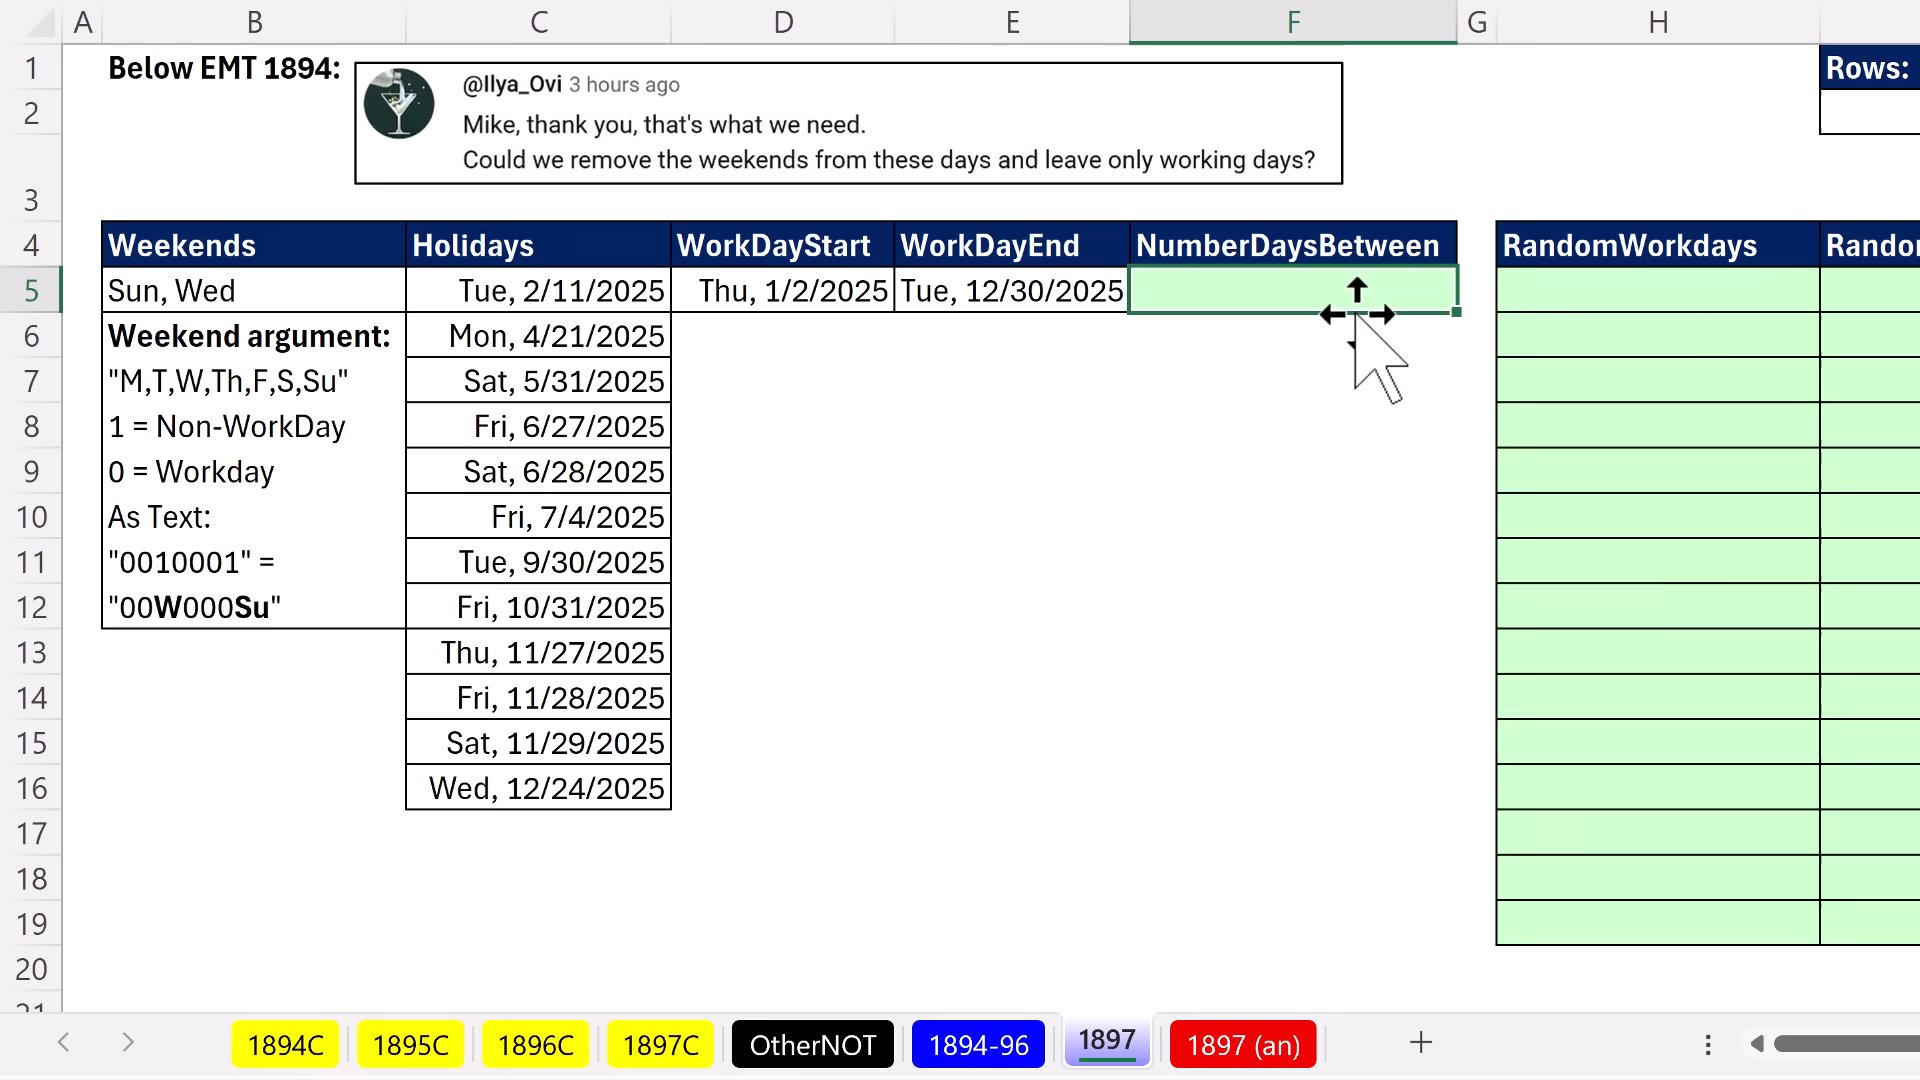 A B C D E F G H
1 Below EMT 1894: @Ilya_Ovi 3 hours ago Rows:
2 Mike, thank you, that's what we need.
Could we remove the weekends from these days and leave only working days?
3
4 Weekends Holidays WorkDayStart WorkDayEnd NumberDaysBetween RandomWorkdays
5 Sun, Wed Tue, 2/11/2025 Thu, 1/2/2025 Tue, 12/30/2025
6 Weekend argument: Mon, 4/21/2025
7 "M,T,W,Th,F,S,Su" Sat, 5/31/2025
8 1 = Non-WorkDay Fri, 6/27/2025
9 0 = Workday Sat, 6/28/2025
10 As Text: Fri, 7/4/2025
11 "0010001" = Tue, 9/30/2025
12 "00W000Su" Fri, 10/31/2025
13 Thu, 11/27/2025
14 Fri, 11/28/2025
15 Sat, 11/29/2025
16 Wed, 12/24/2025
17
18
19
20
1894C 1895C 1896C 1897C OtherNOT 1894-96 1897 1897 (an)